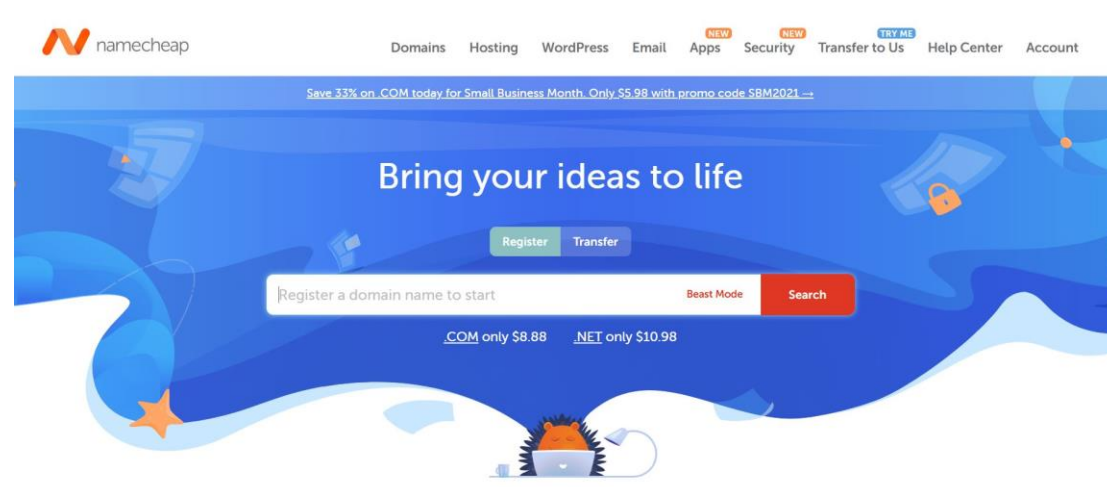 namecheap
NEW NEW TRY ME
Domains Hosting WordPress Email Apps Security Transfer to Us Help Center Account
Save 33% on .COM today for Small Business Month. Only $5.98 with promo code SBM2021 →
Bring your ideas to life
Register Transfer
Register a domain name to start Beast Mode Search
.COM only $8.88 .NET only $10.98